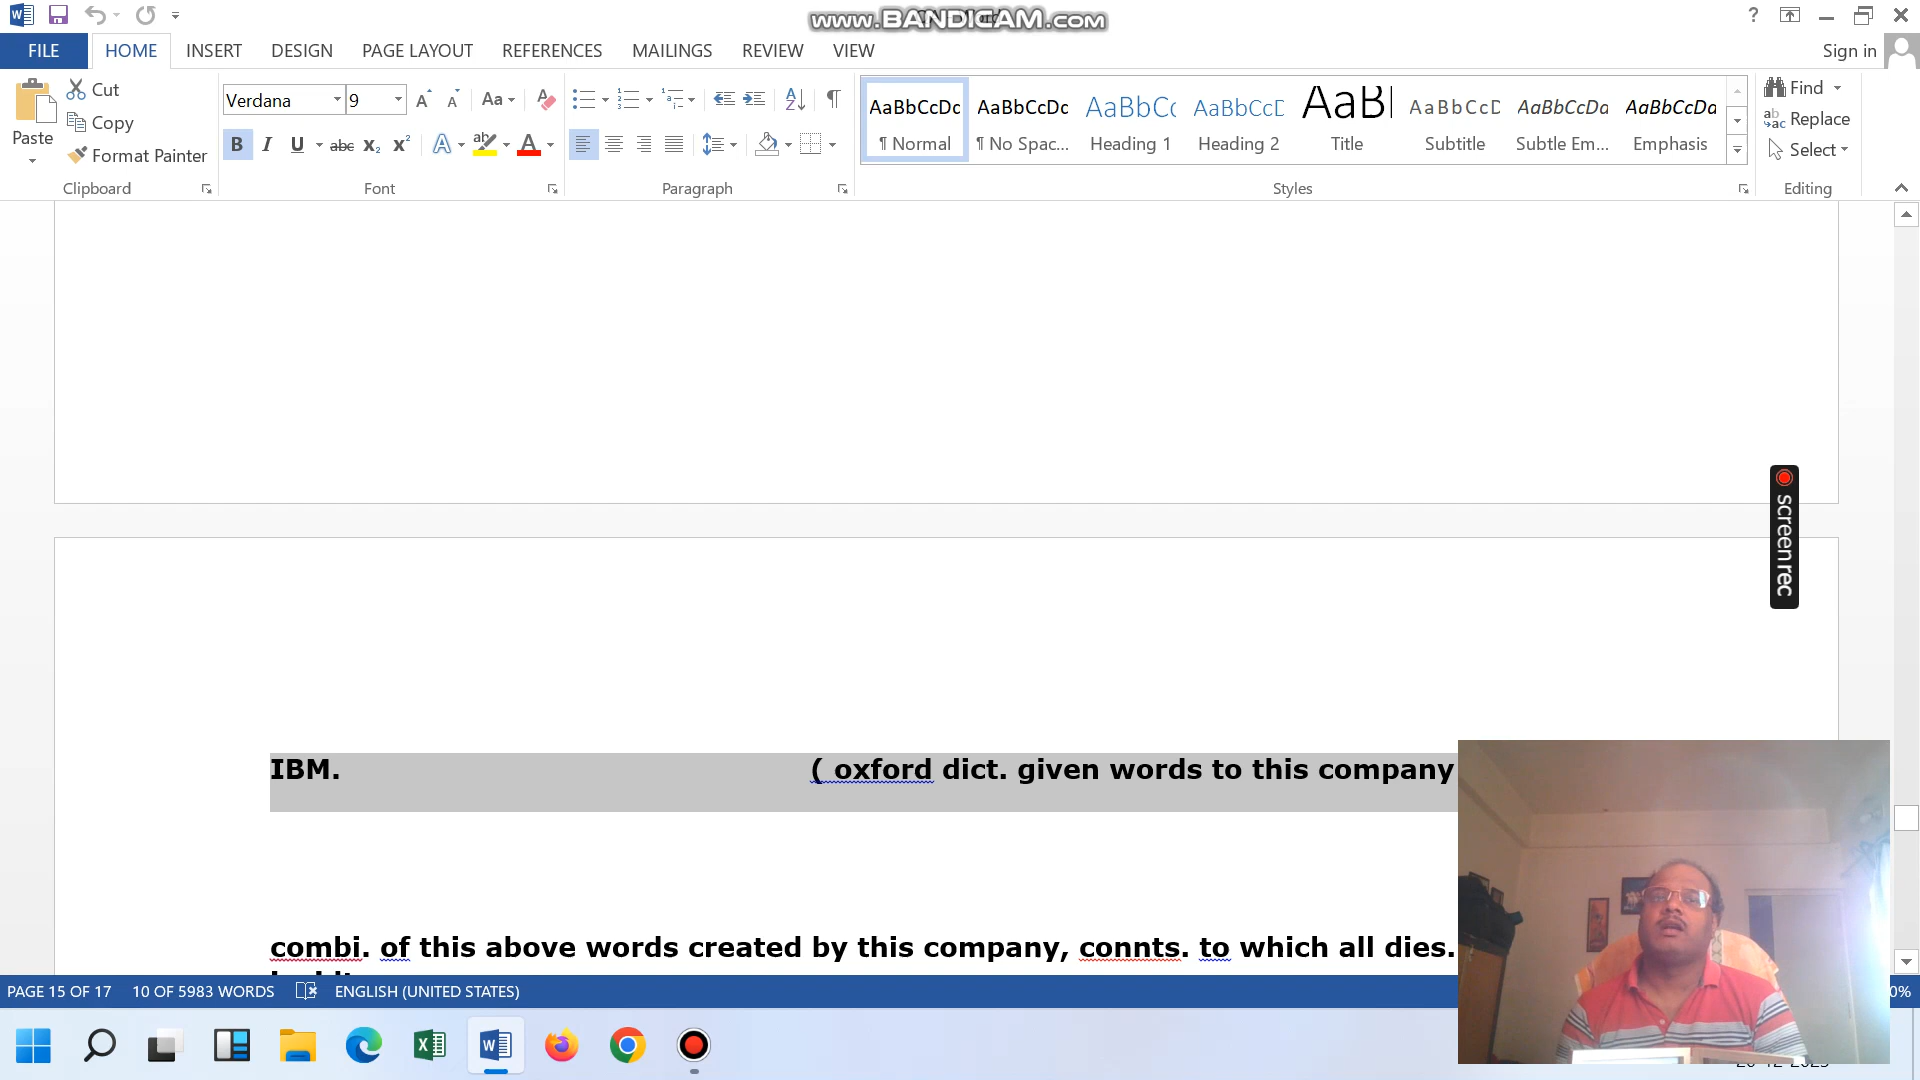 www.BANDICAM.com
FILE HOME INSERT DESIGN PAGE LAYOUT REFERENCES MAILINGS REVIEW VIEW Sign in
Paste Cut Copy Format Painter
Clipboard
Verdana 9
Font
Paragraph
AaBbCcDc AaBbCcDc AaBbCc AaBbCcD AaB AaBbCcD AaBbCcDa AaBbCcDa
¶ Normal ¶ No Spac... Heading 1 Heading 2 Title Subtitle Subtle Em... Emphasis
Styles
Find
Replace
Select
Editing
screenrec
IBM. ( oxford dict. given words to this company
combi. of this above words created by this company, connts. to which all dies.
PAGE 15 OF 17 10 OF 5983 WORDS ENGLISH (UNITED STATES) 0%